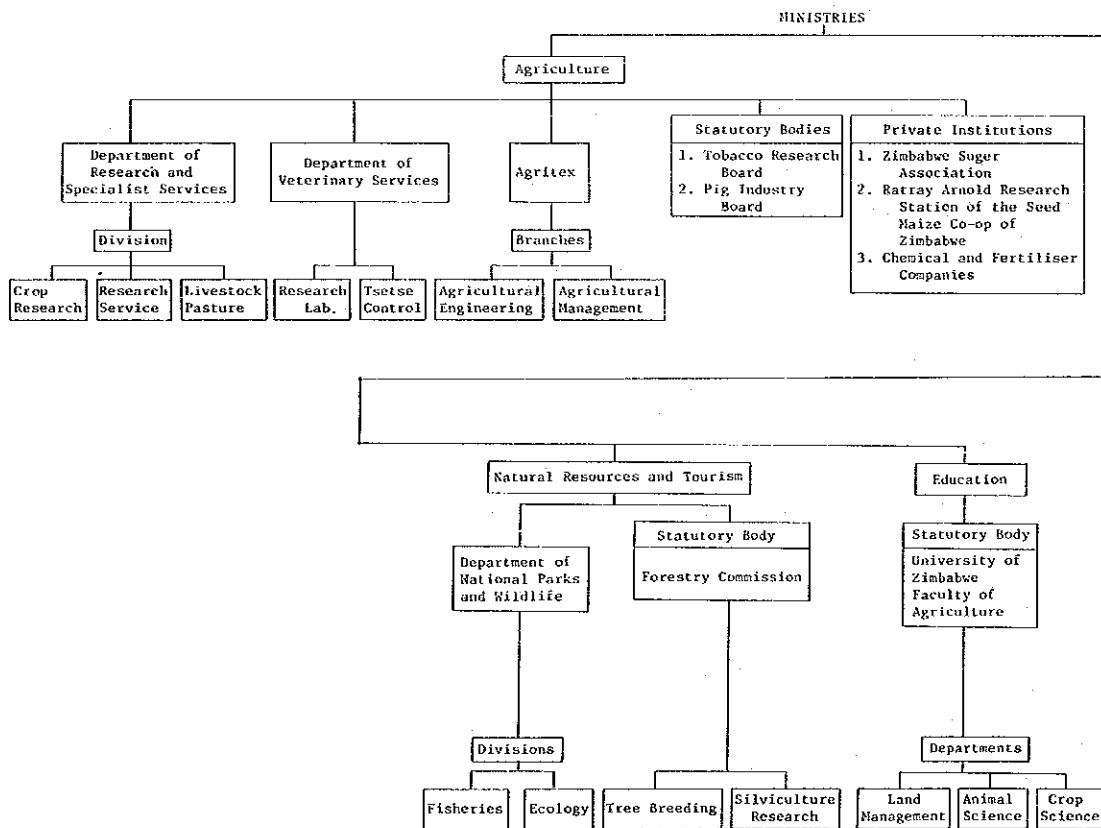 MINISTRIES
Agriculture
Department of
Research and
Specialist Services
Department of
Veterinary Services
Agritex
Statutory Bodies
1. Tobacco Research
Board
2. Pig Industry
Board
Private Institutions
1. Zimbabwe Suger
Association
2. Ratray Arnold Research
Station of the Seed
Maize Co-op of
Zimbabwe
3. Chemical and Fertiliser
Companies
Division
Branches
Crop
Research
Research
Service
Livestock
Pasture
Research
Lab.
Tsetse
Control
Agricultural
Engineering
Agricultural
Management
Natural Resources and Tourism
Education
Department of
National Parks
and Wildlife
Statutory Body
Forestry Commission
Statutory Body
University of
Zimbabwe
Faculty of
Agriculture
Divisions
Departments
Fisheries
Ecology
Tree Breeding
Silviculture
Research
Land
Management
Animal
Science
Crop
Science